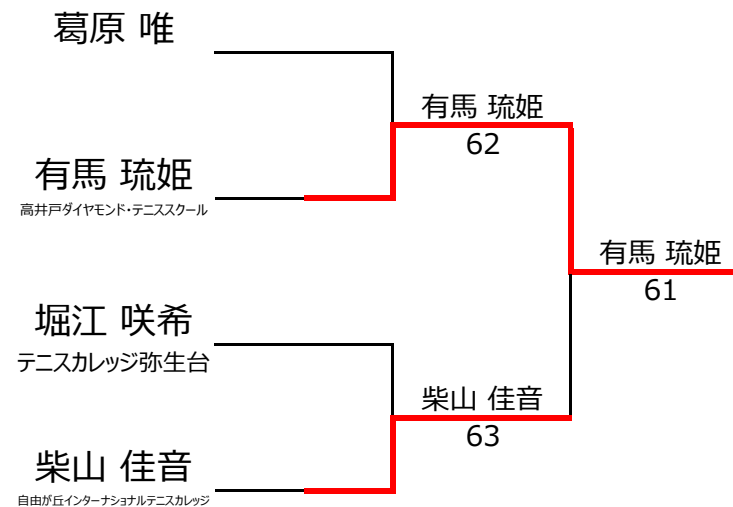 葛原 唯
有馬 琉姫
62
有馬 琉姫
高井戸ダイヤモンド・テニススクール
有馬 琉姫
61
堀江 咲希
テニスカレッジ弥生台
柴山 佳音
63
柴山 佳音
自由が丘インターナショナルテニスカレッジ